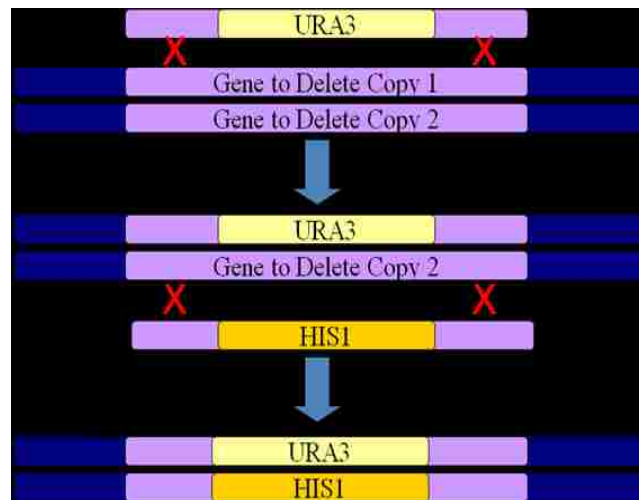 URA3
X X
Gene to Delete Copy 1
Gene to Delete Copy 2
URA3
Gene to Delete Copy 2
X X
HIS1
URA3
HIS1